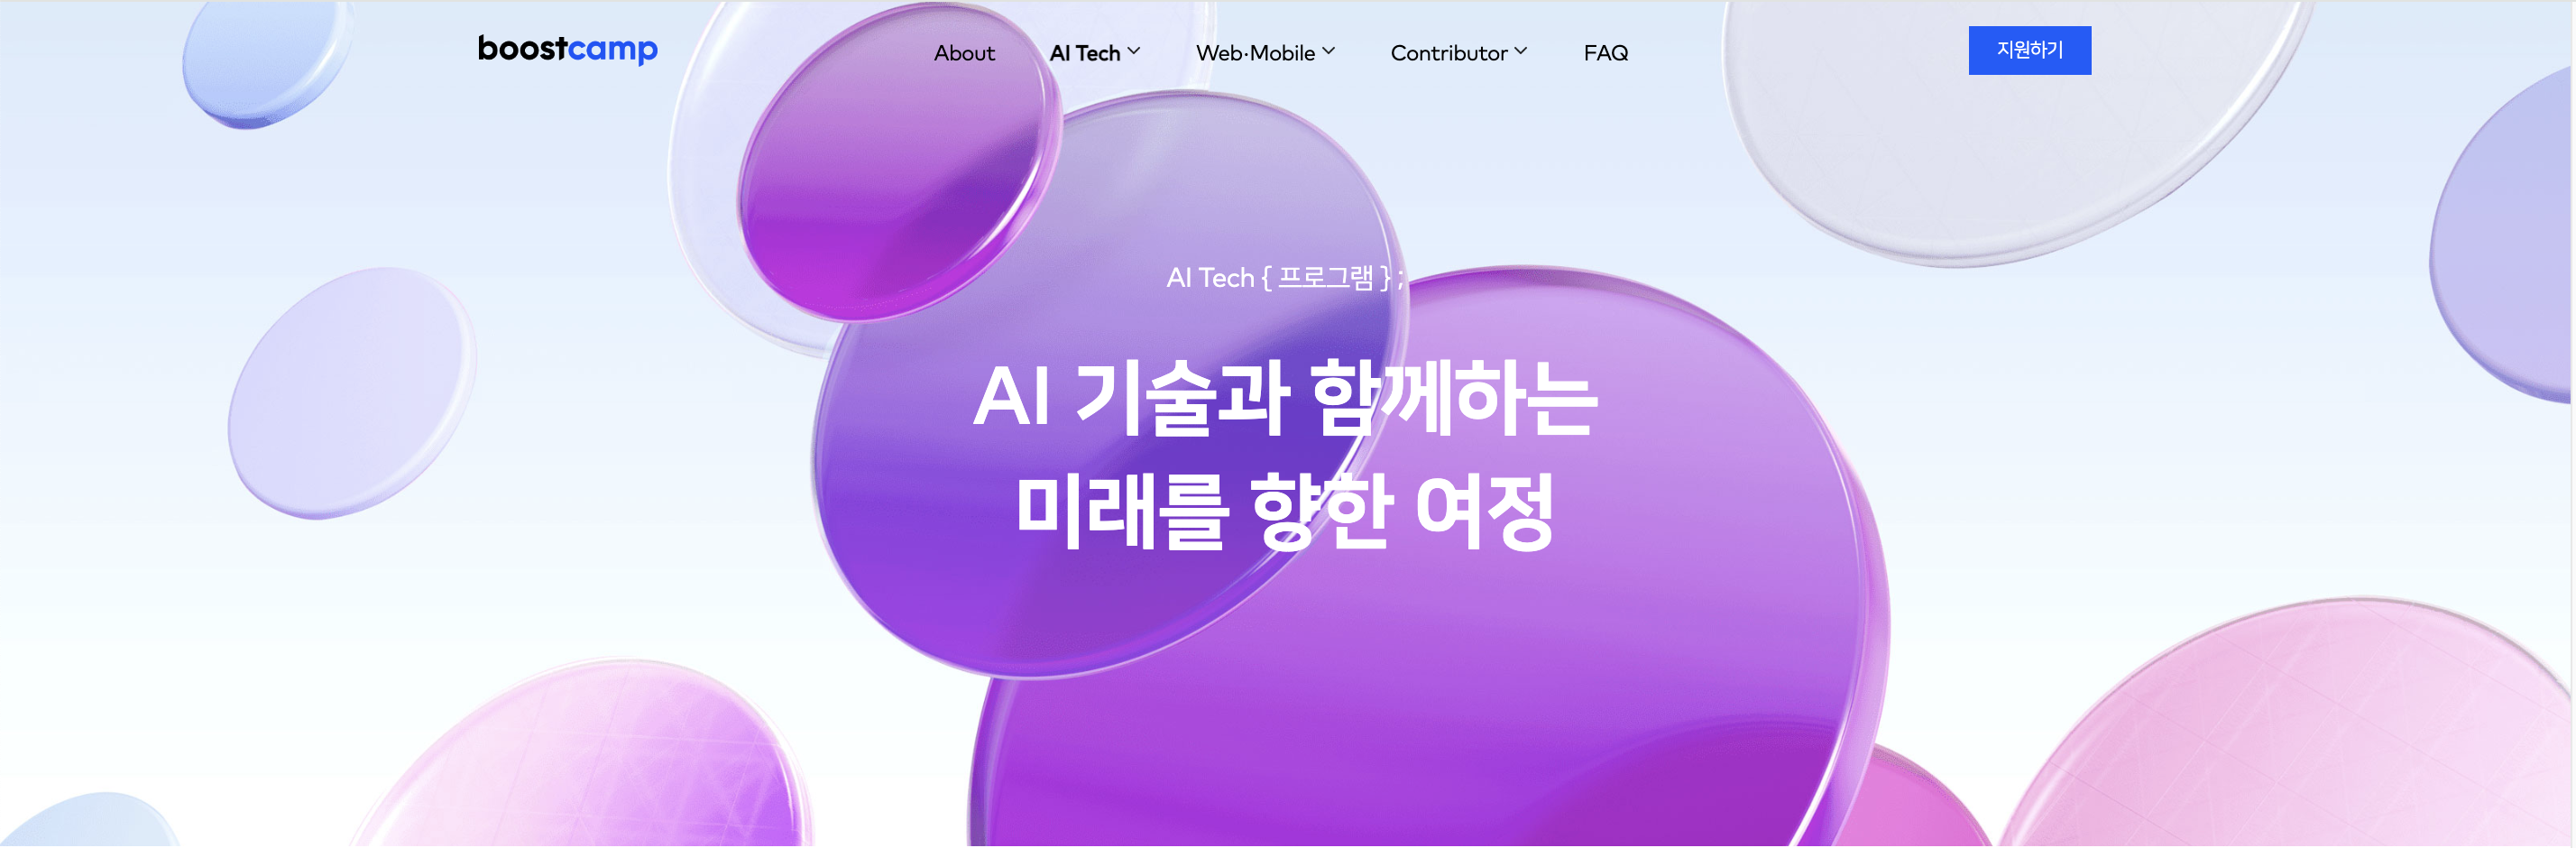 boostcamp About AI Tech Web·Mobile Contributor FAQ 지원하기
AI Tech { 프로그램 } ;
AI 기술과 함께하는
미래를 향한 여정